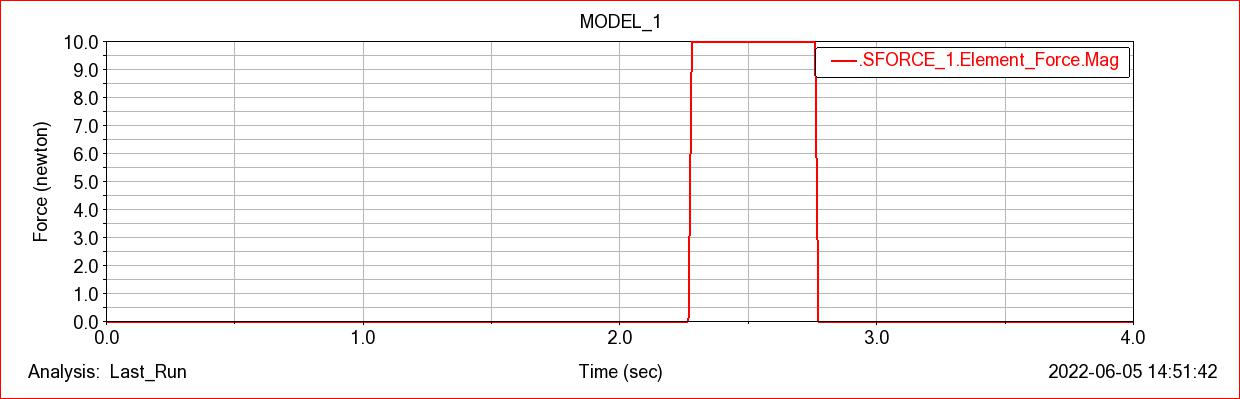 MODEL_1
10.0
9.0
8.0
7.0
6.0
5.0
4.0
3.0
2.0
1.0
0.0
Force (newton)
.SFORCE_1.Element_Force.Mag
0.0 1.0 2.0 3.0 4.0
Analysis: Last_Run Time (sec) 2022-06-05 14:51:42